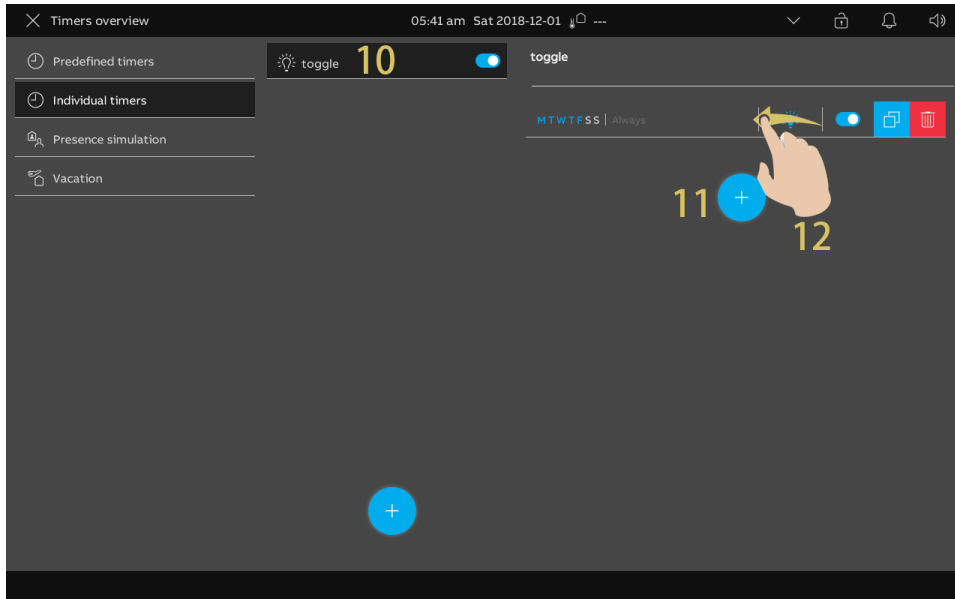 Timers overview
05:41 am Sat 2018-12-01 ---
Predefined timers
Individual timers
Presence simulation
Vacation
toggle
10
toggle
MTWTFSS | Always
11
12